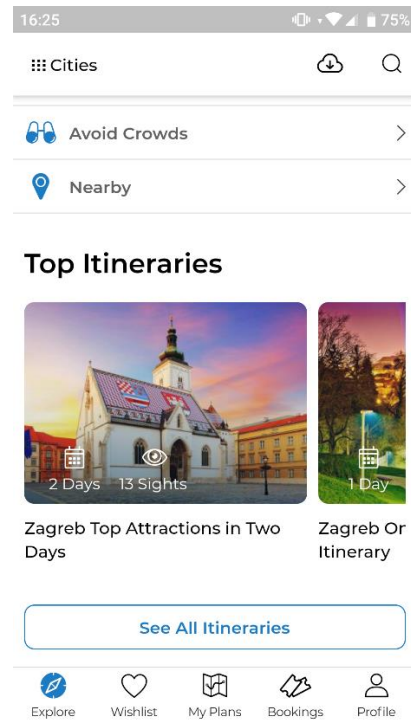 16:25
75%
Cities
Avoid Crowds
Nearby
Top Itineraries
2 Days 13 Sights
1 Day
Zagreb Top Attractions in Two
Days
Zagreb Or
Itinerary
See All Itineraries
Explore Wishlist My Plans Bookings Profile